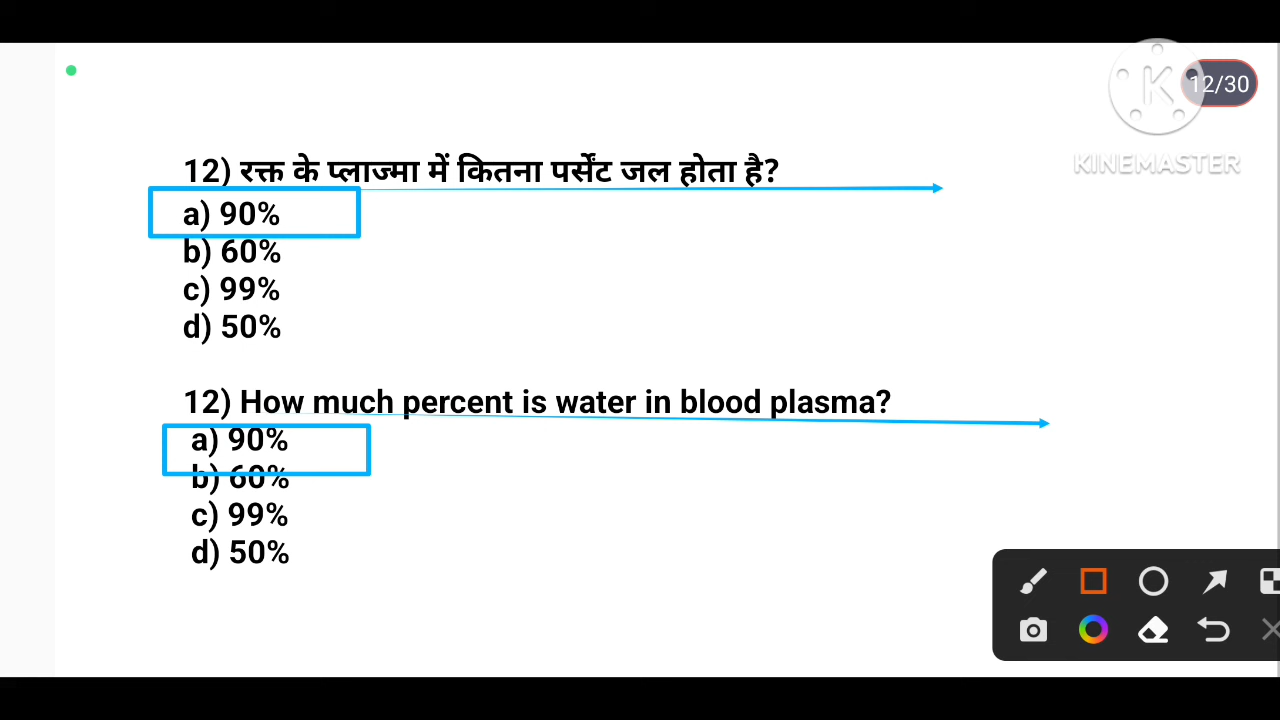 12/30
KINEMASTER
12) रक्त के प्लाज्मा में कितना पर्सेंट जल होता है?
a) 90%
b) 60%
c) 99%
d) 50%
12) How much percent is water in blood plasma?
a) 90%
b) 60%
c) 99%
d) 50%